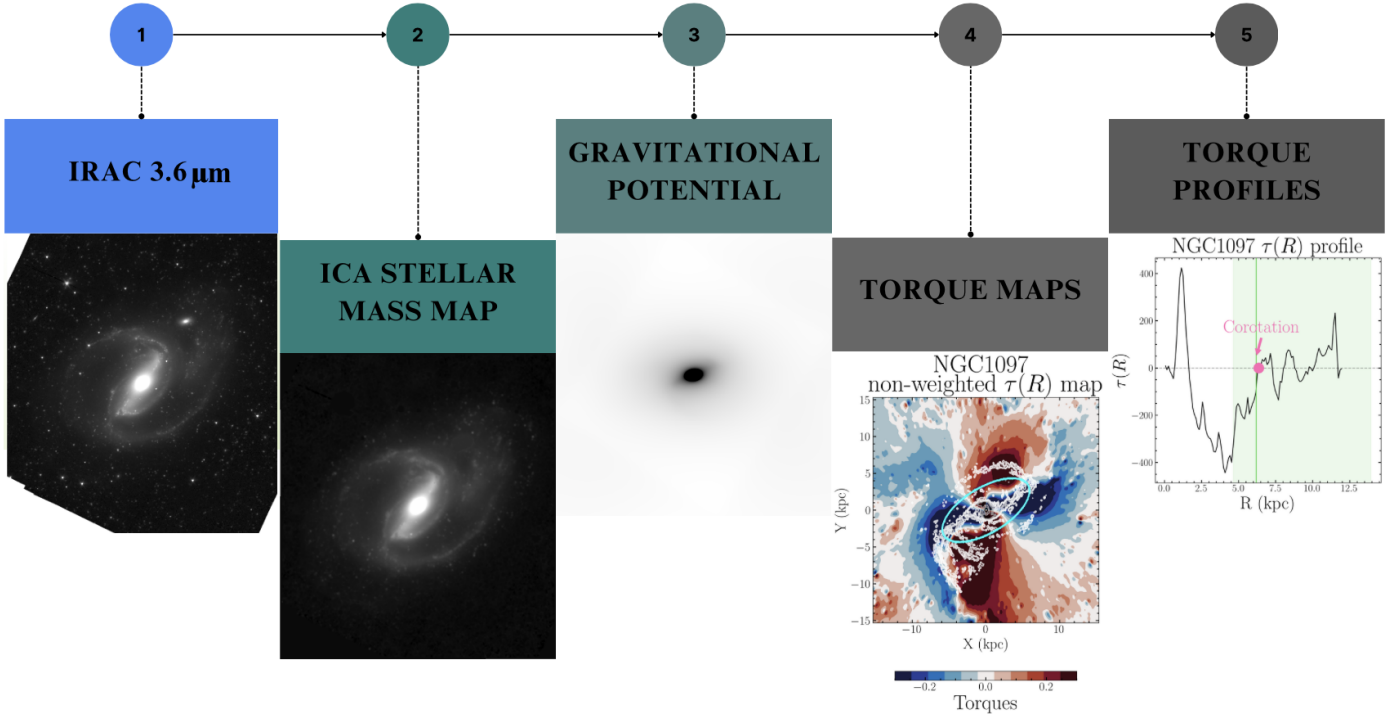 1
2
3
4
5
IRAC 3.6 μm
ICA STELLAR
MASS MAP
GRAVITATIONAL
POTENTIAL
TORQUE MAPS
NGC1097
non-weighted τ(R) map
15
10
5
0
−5
−10
−15
Y (kpc)
−10
0
10
X (kpc)
−0.2
0.0
0.2
Torques
TORQUE
PROFILES
NGC1097 τ(R) profile
400
200
0
−200
−400
τ(R)
Corotation
0.0
2.5
5.0
7.5
10.0
12.5
R (kpc)